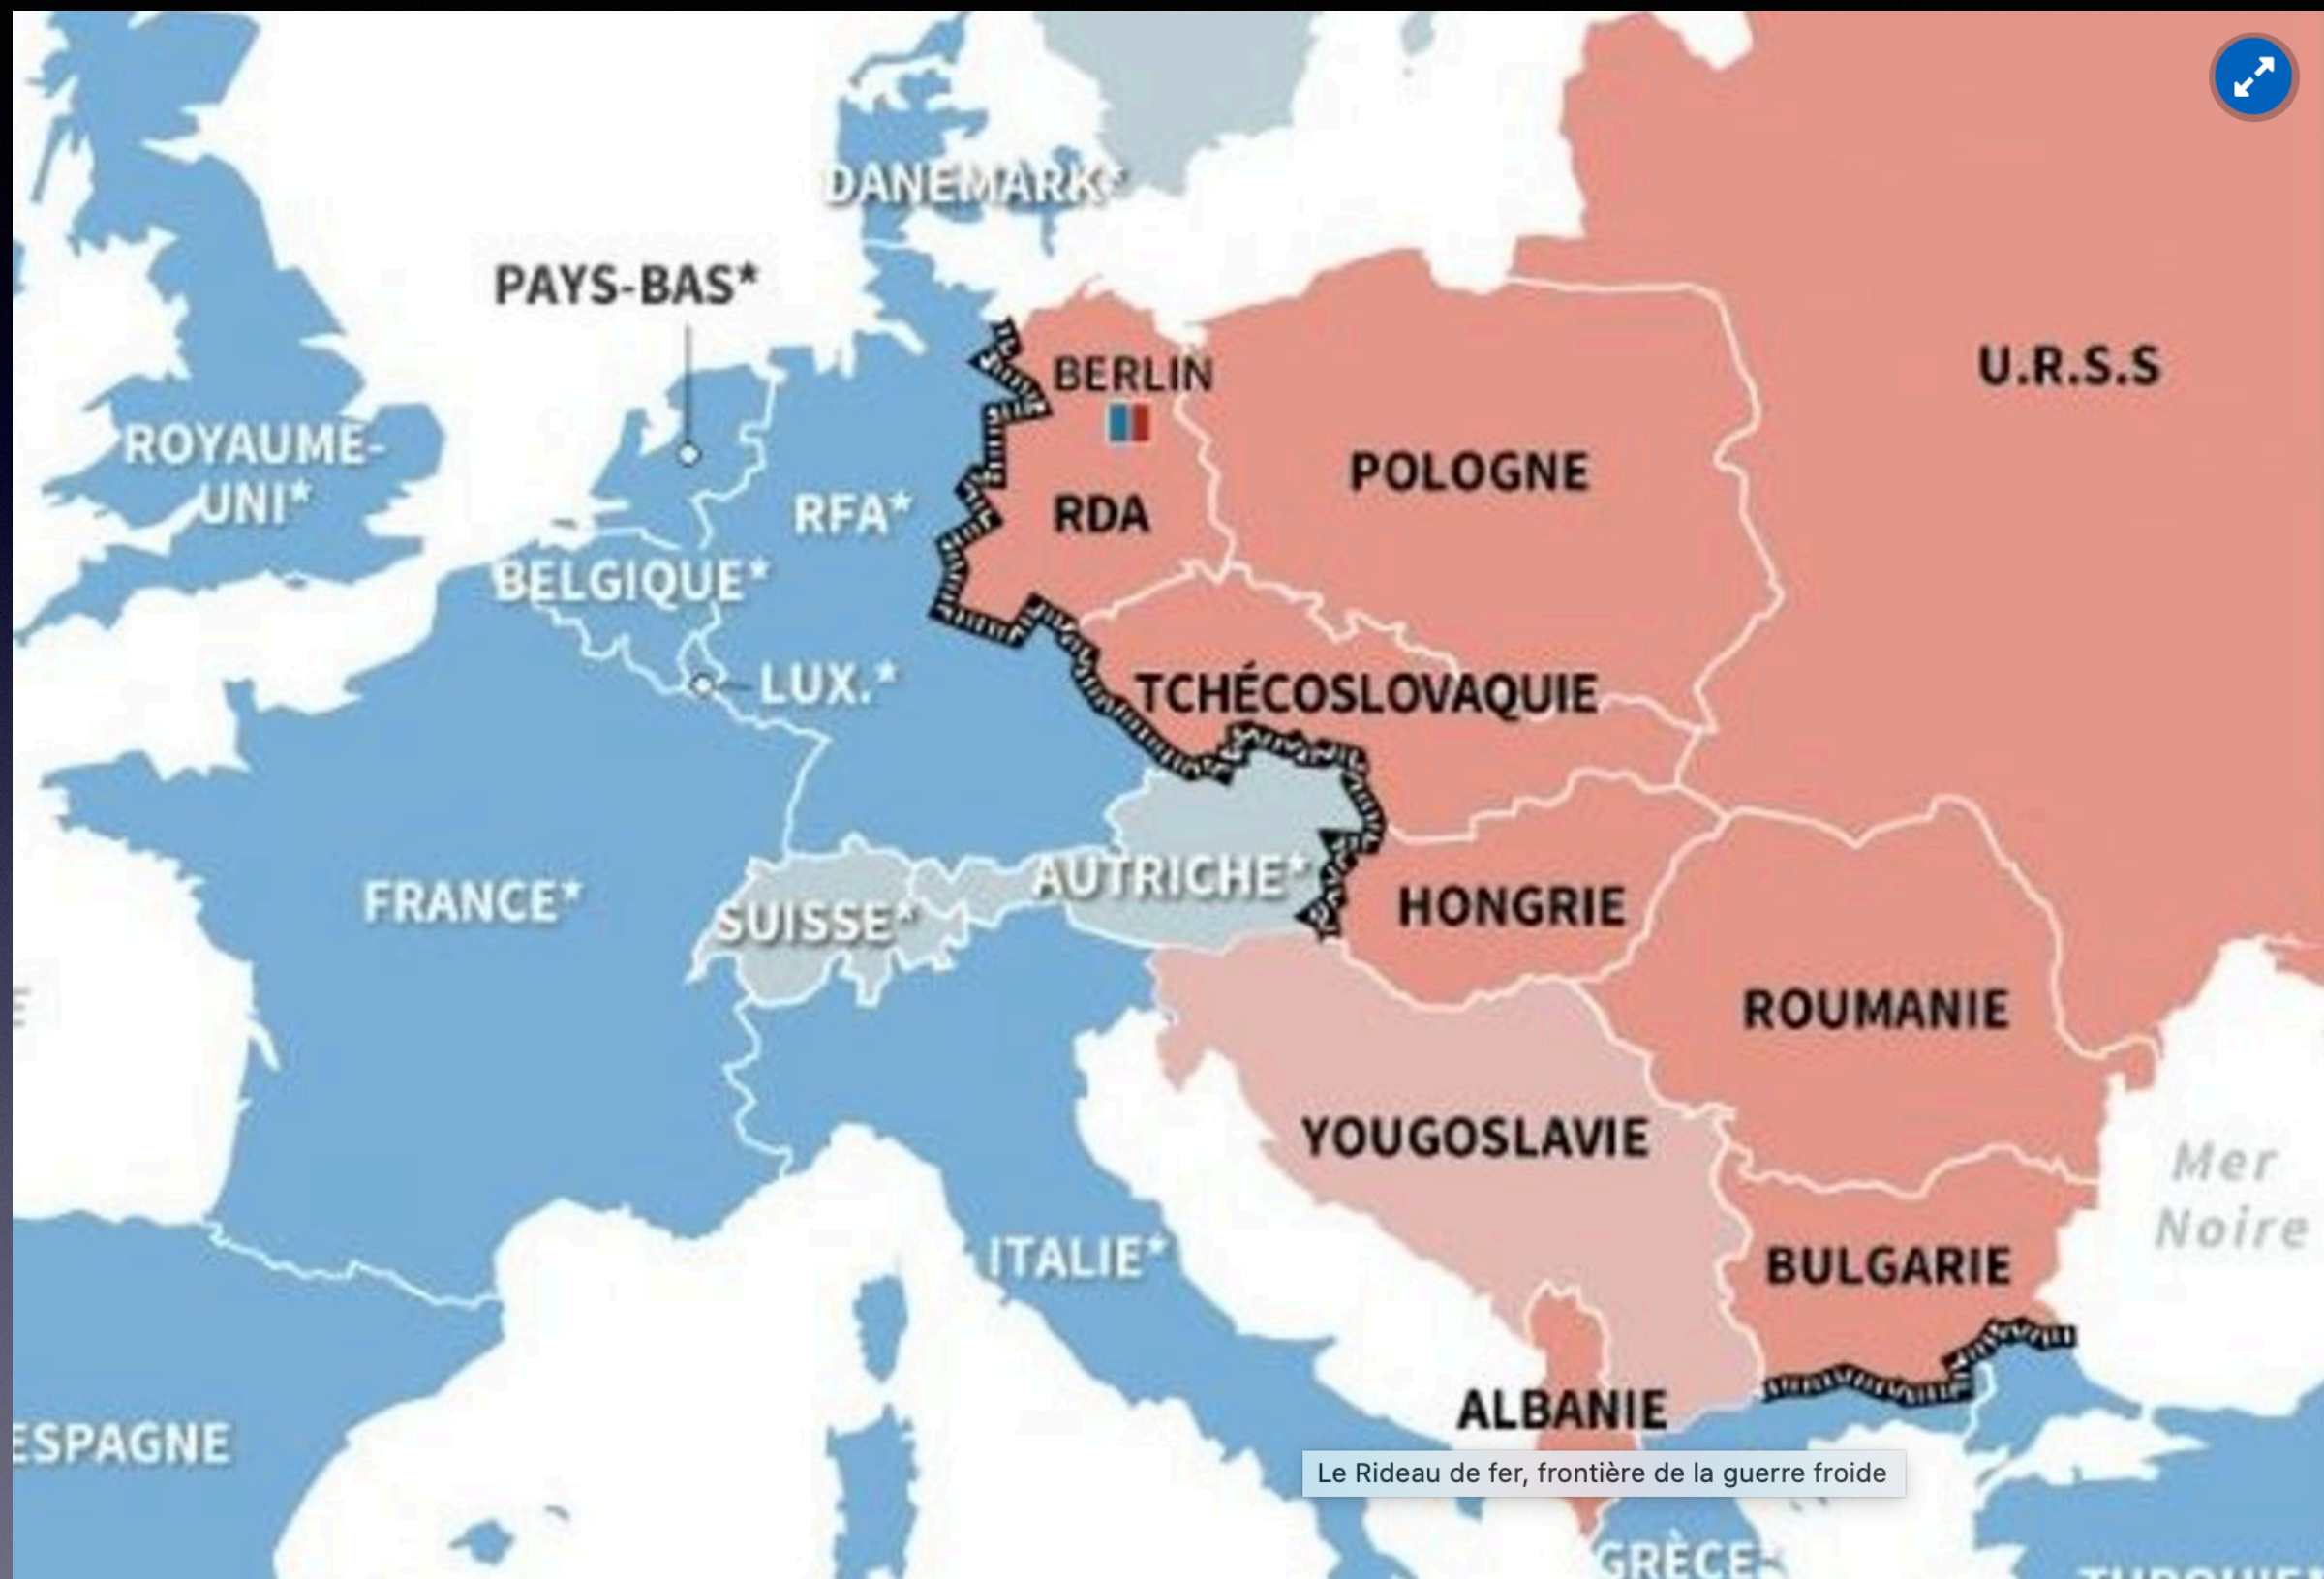 DANEMARK*
PAYS-BAS*
BERLIN
U.R.S.S
ROYAUME-
UNI*
POLOGNE
RFA*
RDA
BELGIQUE*
LUX.*
TCHÉCOSLOVAQUIE
FRANCE*
AUTRICHE*
SUISSE*
HONGRIE
ROUMANIE
YOUGOSLAVIE
Mer
Noire
ITALIE*
BULGARIE
ALBANIE
ESPAGNE
Le Rideau de fer, frontière de la guerre froide
GRÈCE*